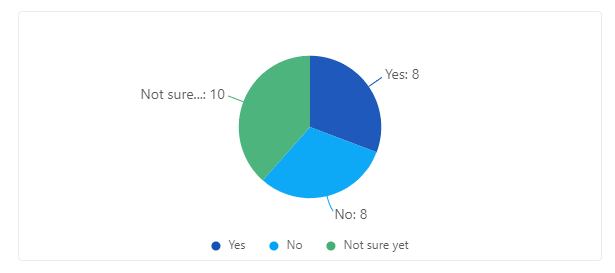 Yes: 8
Not sure...: 10
No: 8
Yes No Not sure yet